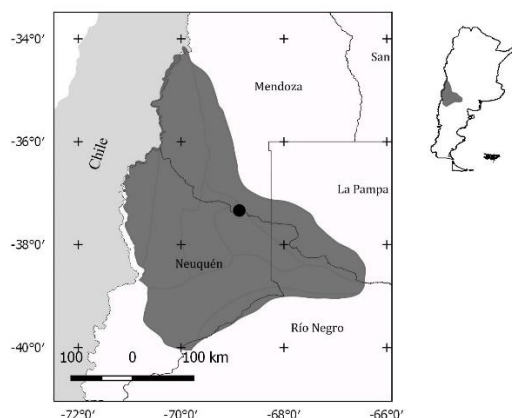 -34°0'
San
Mendoza
-36°0'
Chile
La Pampa
-38°0'
Neuquén
Río Negro
-40°0'
100 0 100 km
-72°0' -70°0' -68°0' -66°0'